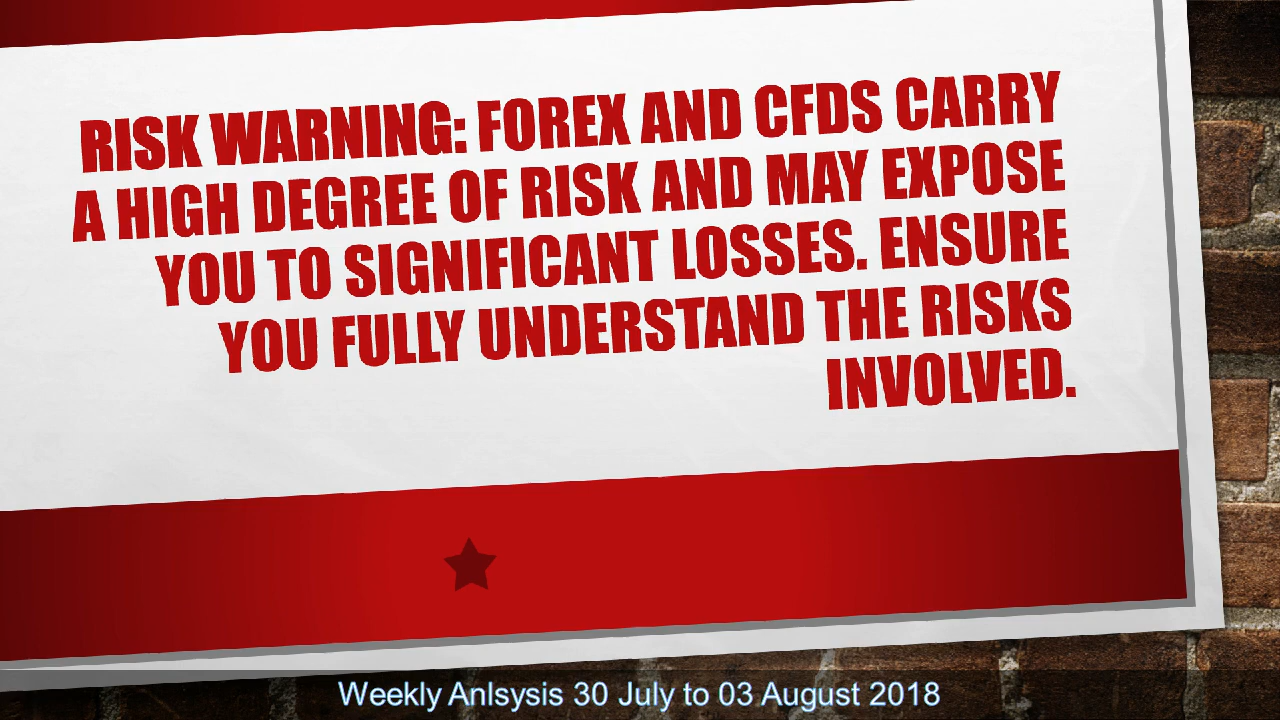 RISK WARNING: FOREX AND CFDS CARRY
A HIGH DEGREE OF RISK AND MAY EXPOSE
YOU TO SIGNIFICANT LOSSES. ENSURE
YOU FULLY UNDERSTAND THE RISKS
INVOLVED.
Weekly Anlsysis 30 July to 03 August 2018